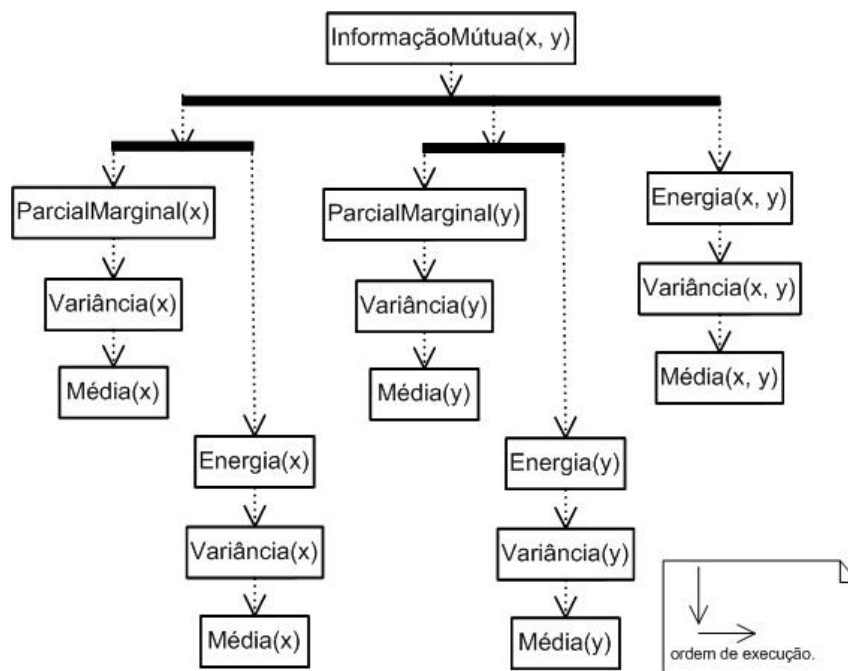 InformaçãoMútua(x, y)
ParcialMarginal(x)
Variância(x)
Média(x)
Energia(x)
Variância(x)
Média(x)
ParcialMarginal(y)
Variância(y)
Média(y)
Energia(y)
Variância(y)
Média(y)
Energia(x, y)
Variância(x, y)
Média(x, y)
ordem de execução.